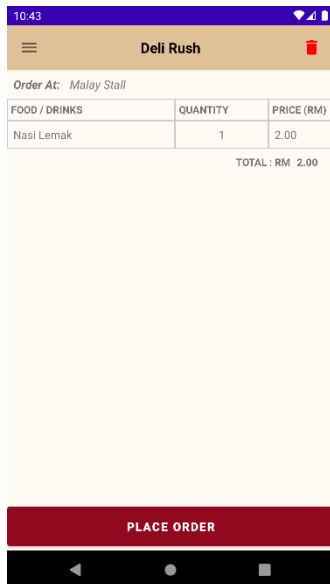 10:43
Deli Rush
Order At: Malay Stall
FOOD / DRINKS QUANTITY PRICE (RM)
Nasi Lemak 1 2.00
TOTAL : RM 2.00
PLACE ORDER